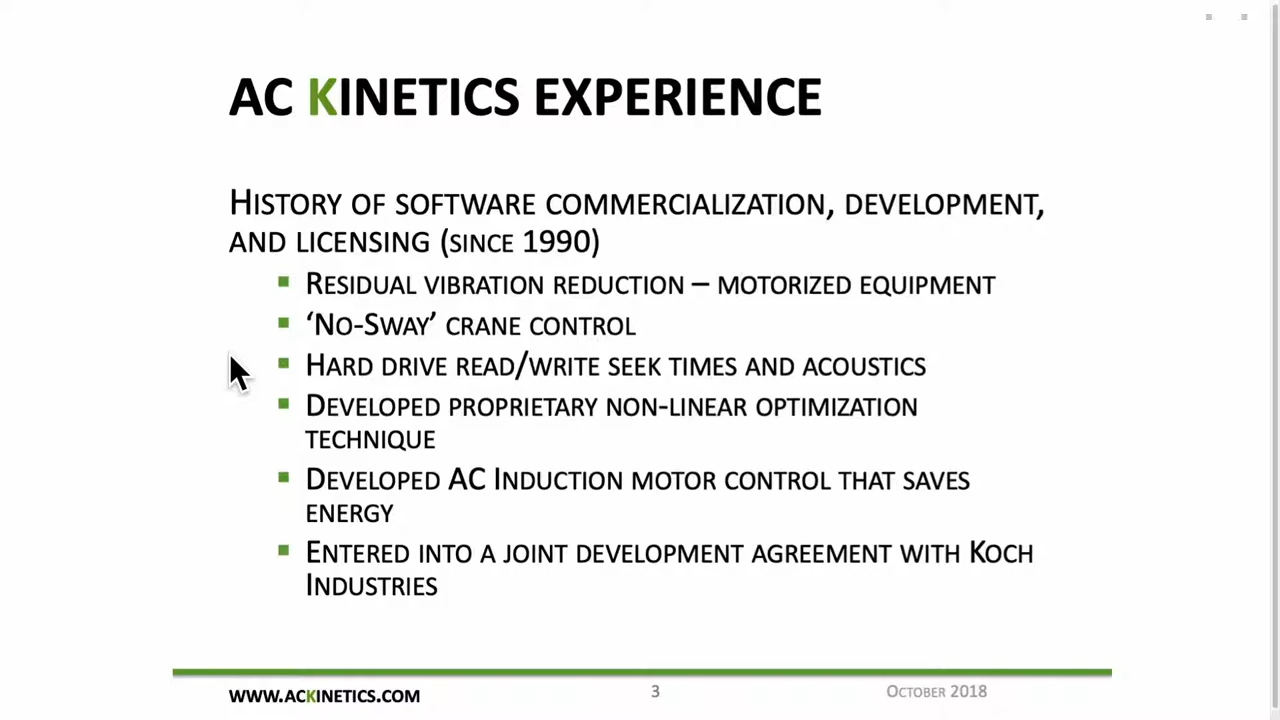 AC KINETICS EXPERIENCE
HISTORY OF SOFTWARE COMMERCIALIZATION, DEVELOPMENT,
AND LICENSING (SINCE 1990)
RESIDUAL VIBRATION REDUCTION – MOTORIZED EQUIPMENT
‘NO-SWAY’ CRANE CONTROL
HARD DRIVE READ/WRITE SEEK TIMES AND ACOUSTICS
DEVELOPED PROPRIETARY NON-LINEAR OPTIMIZATION
TECHNIQUE
DEVELOPED AC INDUCTION MOTOR CONTROL THAT SAVES
ENERGY
ENTERED INTO A JOINT DEVELOPMENT AGREEMENT WITH KOCH
INDUSTRIES
WWW.ACKINETICS.COM 3 OCTOBER 2018